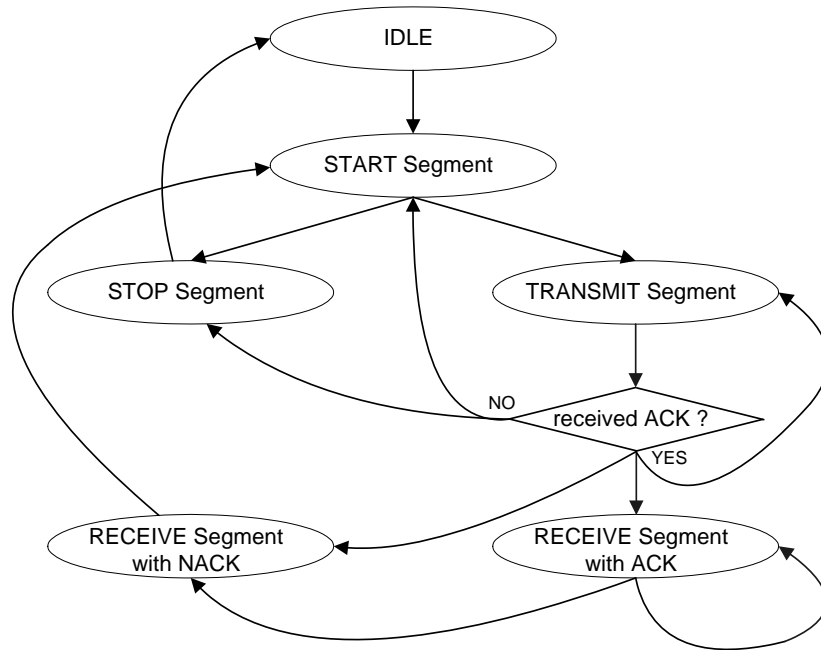 IDLE
START Segment
STOP Segment
TRANSMIT Segment
NO
received ACK ?
YES
RECEIVE Segment
with NACK
RECEIVE Segment
with ACK